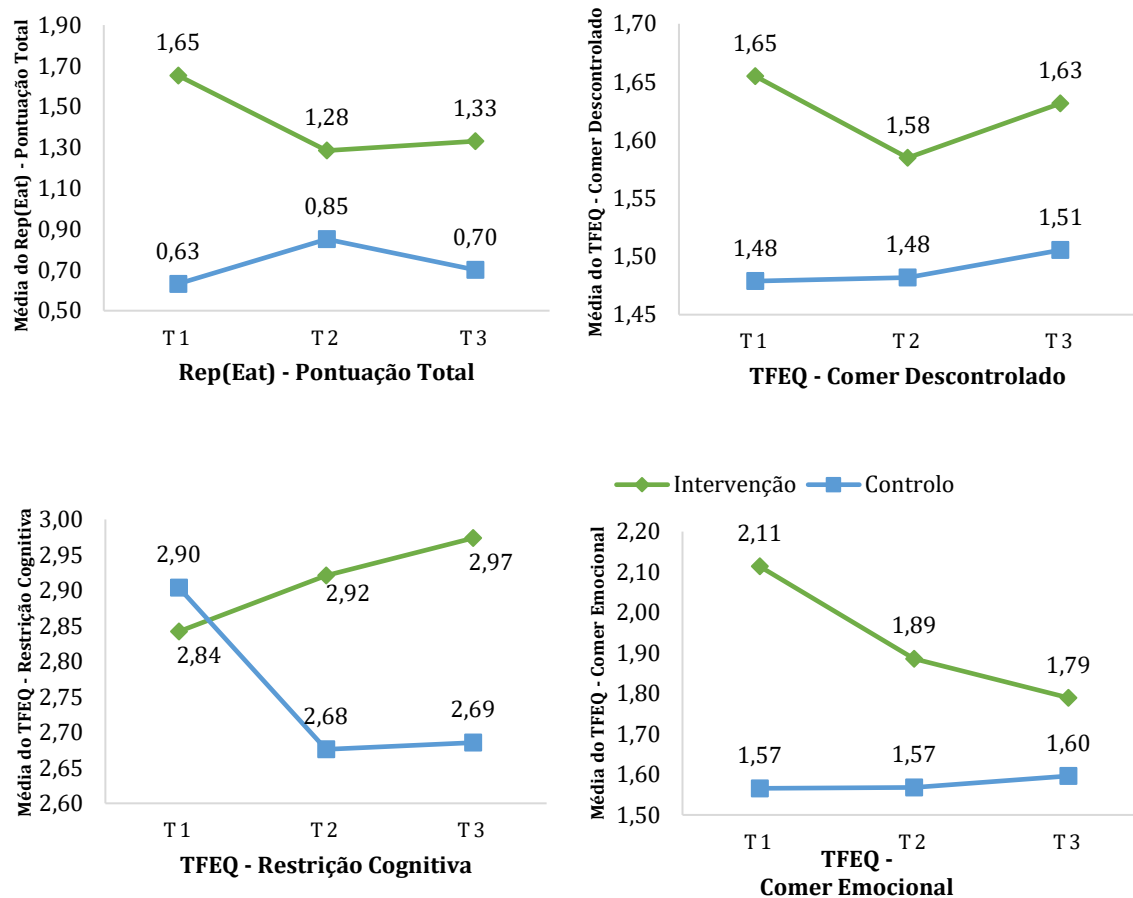 Média do Rep(Eat) - Pontuação Total
1,90
1,70
1,50
1,30
1,10
0,90
0,70
0,50
1,65
1,28
1,33
0,63
0,85
0,70
T 1
T 2
T 3
Rep(Eat) - Pontuação Total
Média do TFEQ - Comer Descontrolado
1,70
1,65
1,60
1,55
1,50
1,45
1,65
1,58
1,63
1,48
1,48
1,51
T 1
T 2
T 3
TFEQ - Comer Descontrolado
Média do TFEQ - Restrição Cognitiva
3,00
2,95
2,90
2,85
2,80
2,75
2,70
2,65
2,60
2,90
2,84
2,92
2,97
2,68
2,69
T 1
T 2
T 3
TFEQ - Restrição Cognitiva
Intervenção
Controlo
Média do TFEQ - Comer Emocional
2,20
2,10
2,00
1,90
1,80
1,70
1,60
1,50
2,11
1,89
1,79
1,57
1,57
1,60
T 1
T 2
T 3
TFEQ -
Comer Emocional